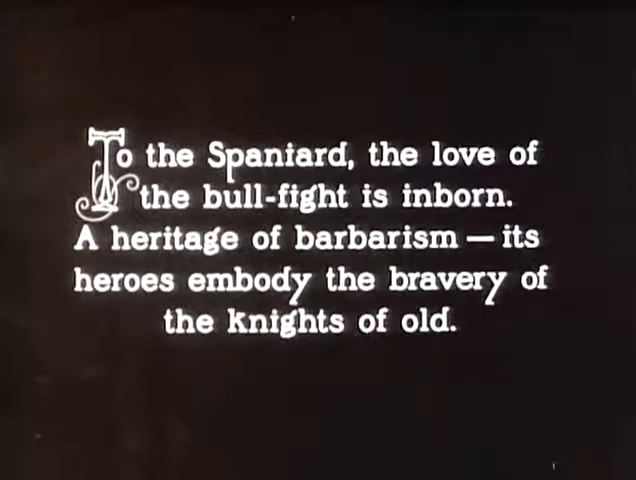 To the Spaniard, the love of
the bull-fight is inborn.
A heritage of barbarism — its
heroes embody the bravery of
the knights of old.